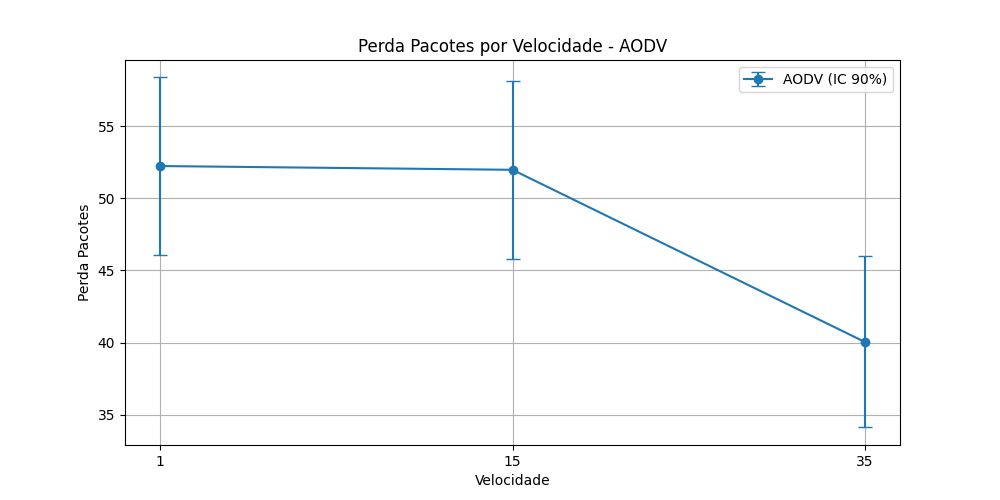 Perda Pacotes por Velocidade - AODV
AODV (IC 90%)
55
50
45
40
35
Perda Pacotes
1 15 35
Velocidade